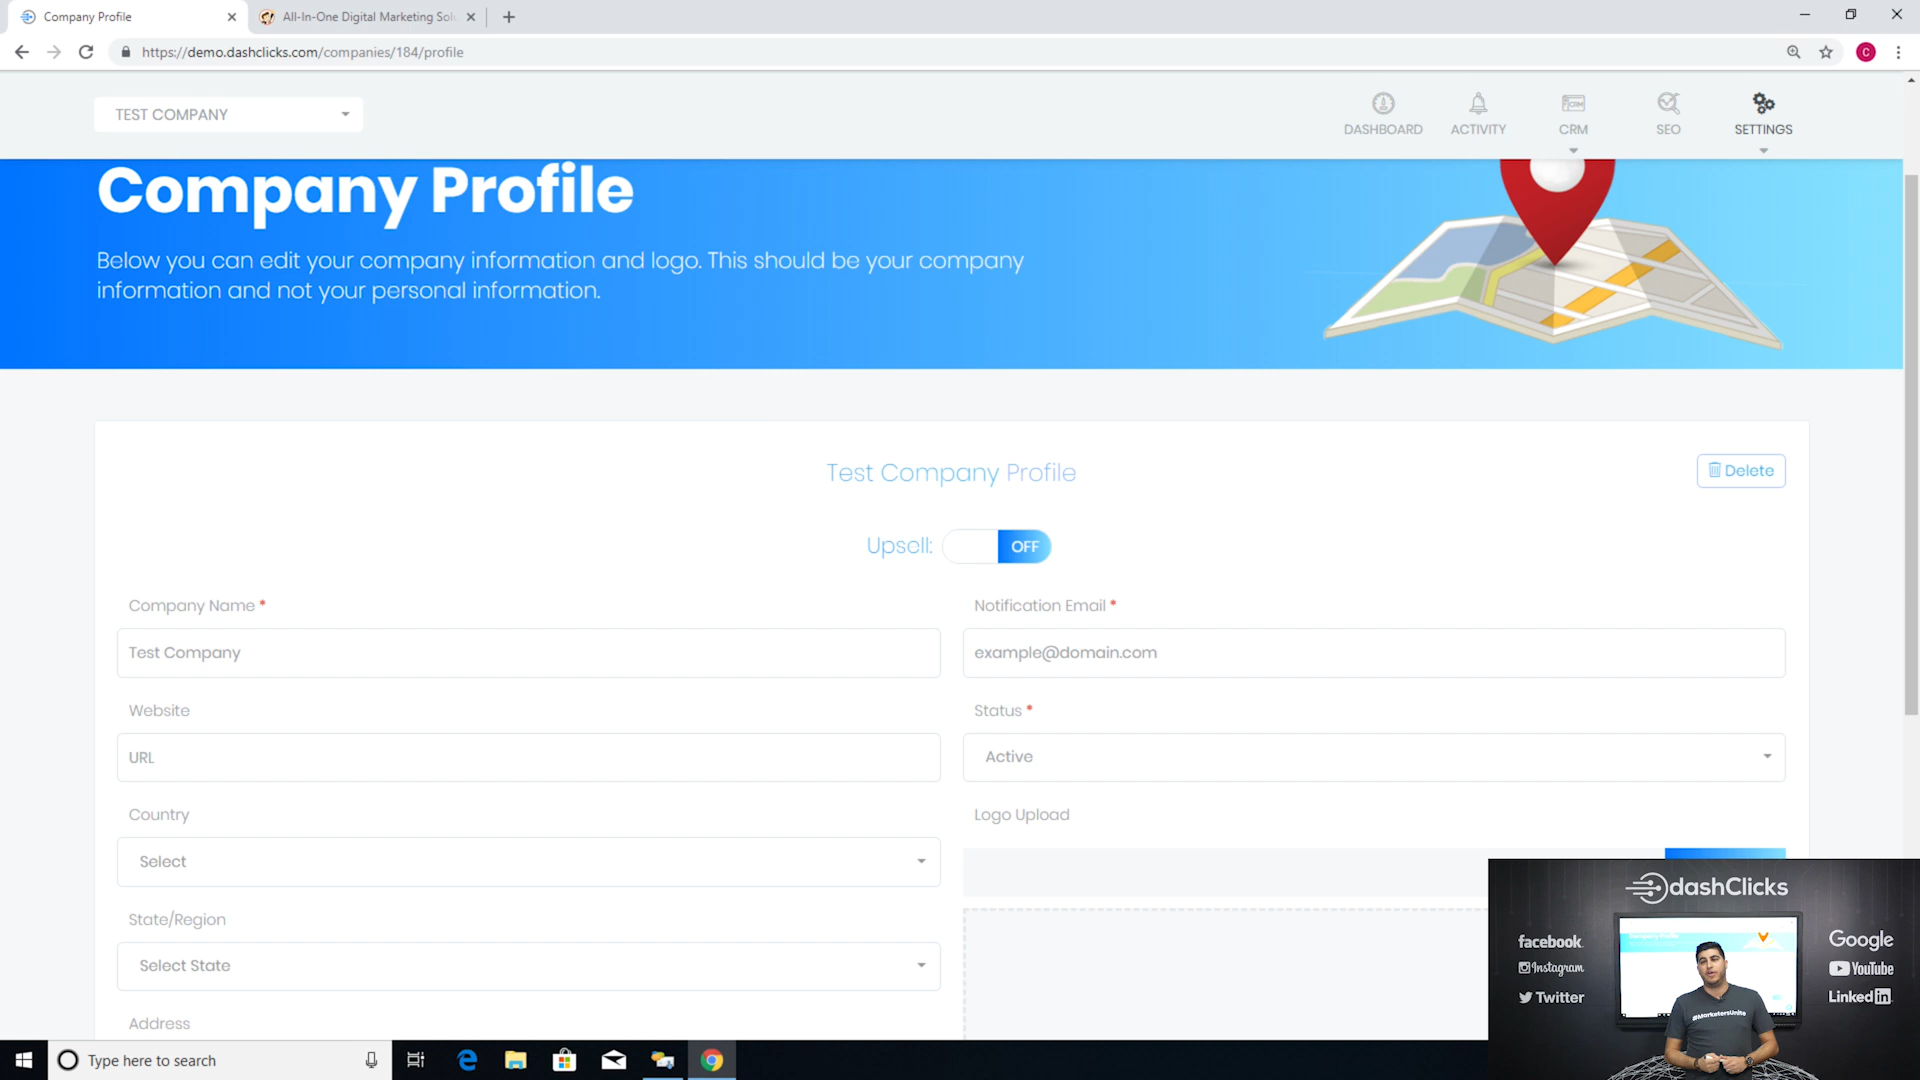 Company Profile
All-In-One Digital Marketing Solu
https://demo.dashclicks.com/companies/184/profile
C
TEST COMPANY
DASHBOARD
ACTIVITY
CRM
CRM
SEO
SETTINGS
Company Profile
Below you can edit your company information and logo. This should be your company
information and not your personal information.
Test Company Profile
Delete
Upsell:
OFF
Company Name *
Notification Email *
Test Company
example@domain.com
Website
Status *
URL
Active
Country
Logo Upload
Select
State/Region
Select State
Address
dashClicks
facebook
Google
Instagram
YouTube
Twitter
Linked in
#MarketersUnite
Type here to search